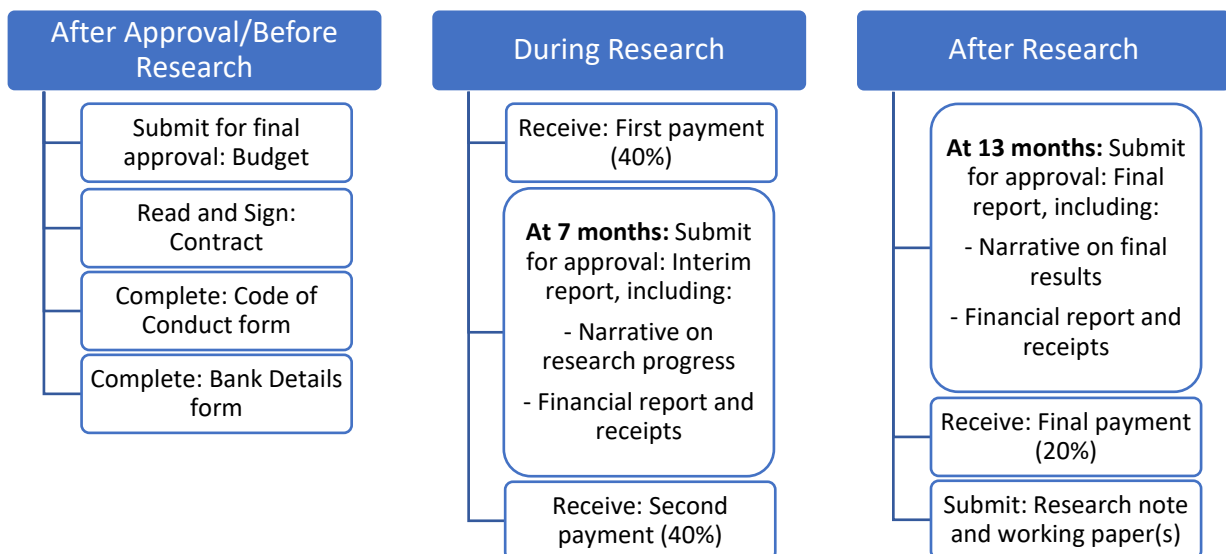 After Approval/Before
Research
Submit for final
approval: Budget
Read and Sign:
Contract
Complete: Code of
Conduct form
Complete: Bank Details
form
During Research
Receive: First payment
(40%)
At 7 months: Submit
for approval: Interim
report, including:
- Narrative on
research progress
- Financial report and
receipts
Receive: Second
payment (40%)
After Research
At 13 months: Submit
for approval: Final
report, including:
- Narrative on final
results
- Financial report and
receipts
Receive: Final payment
(20%)
Submit: Research note
and working paper(s)